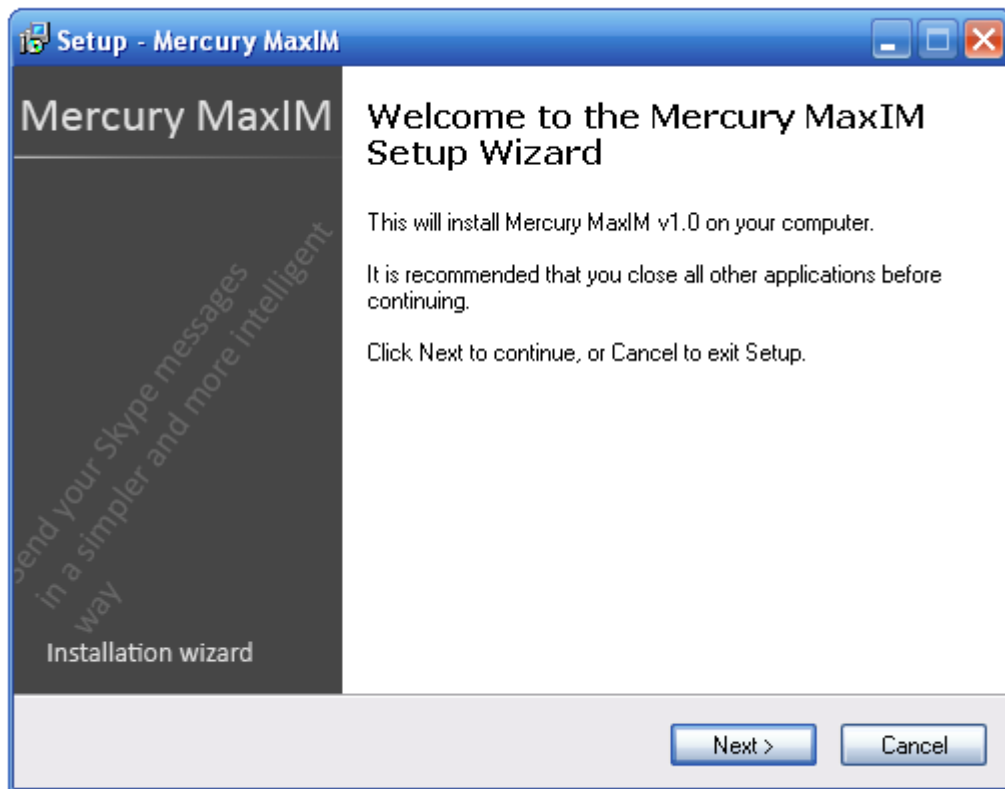 Setup - Mercury MaxIM
Mercury MaxIM
Send your Skype messages
in a simpler and more intelligent
way
Installation wizard
Welcome to the Mercury MaxIM
Setup Wizard
This will install Mercury MaxIM v1.0 on your computer.
It is recommended that you close all other applications before
continuing.
Click Next to continue, or Cancel to exit Setup.
Next >
Cancel